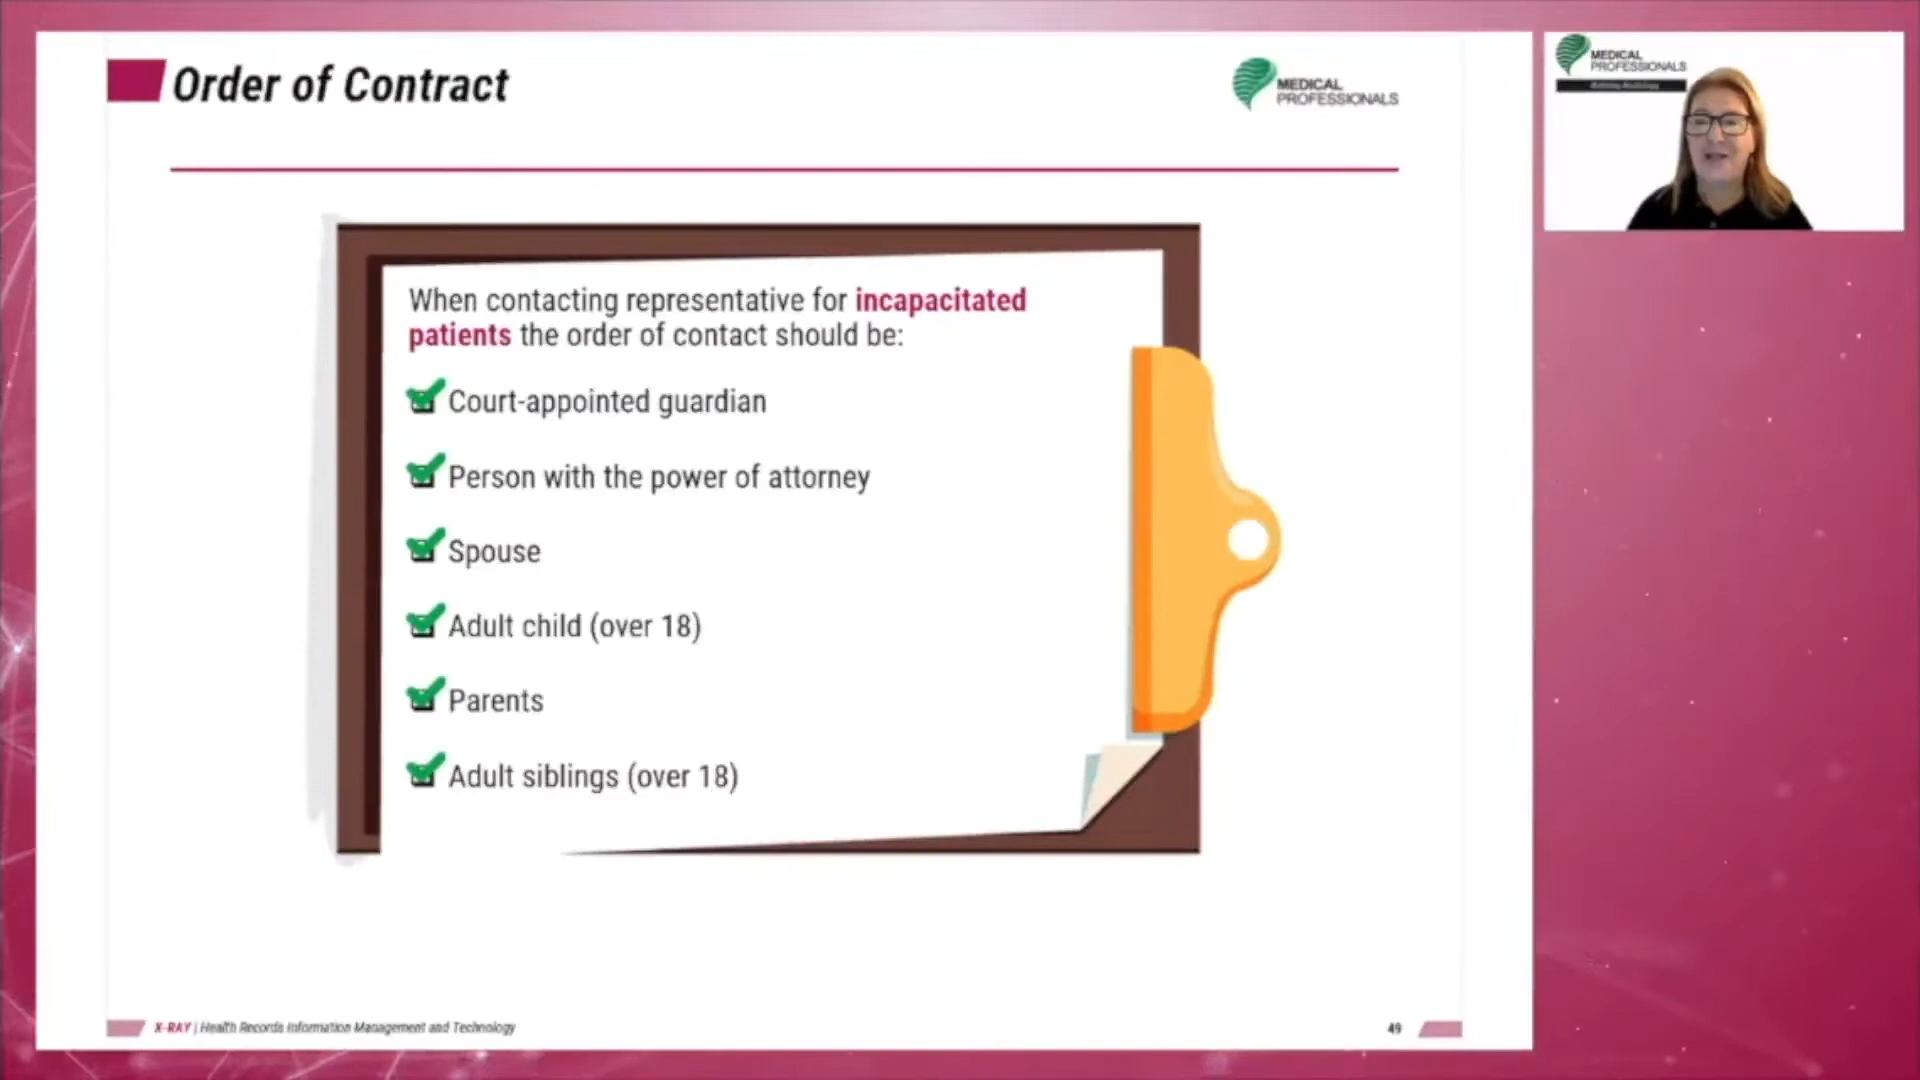 Order of Contract
MEDICAL
PROFESSIONALS
When contacting representative for incapacitated
patients the order of contact should be:
Court-appointed guardian
Person with the power of attorney
Spouse
Adult child (over 18)
Parents
Adult siblings (over 18)
X-RAY | Health Records Information Management and Technology
49
MEDICAL
PROFESSIONALS